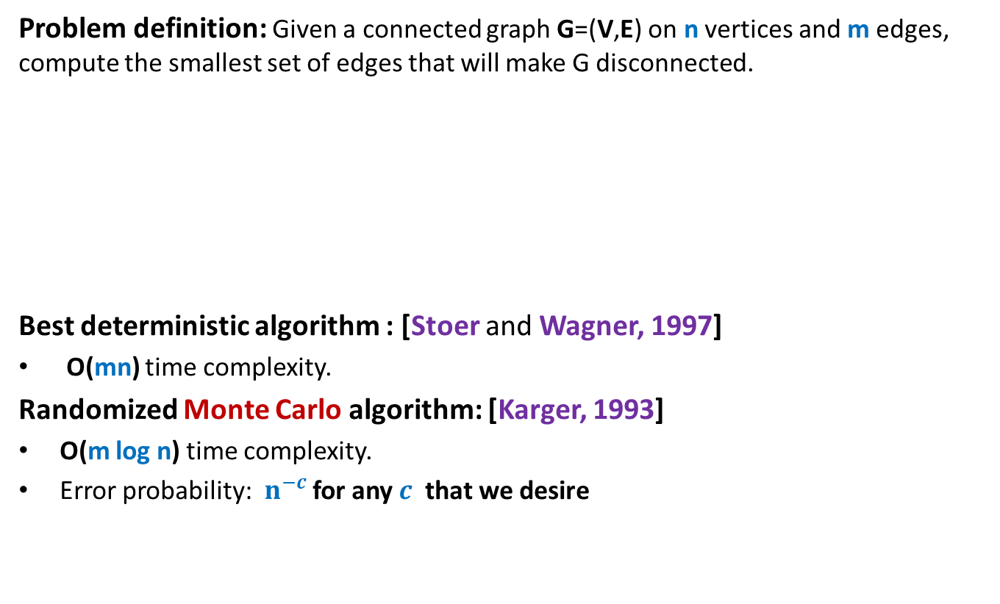 Problem definition: Given a connected graph G=(V,E) on n vertices and m edges,
compute the smallest set of edges that will make G disconnected.
Best deterministic algorithm : [Stoer and Wagner, 1997]
• O(mn) time complexity.
Randomized Monte Carlo algorithm: [Karger, 1993]
• O(m log n) time complexity.
• Error probability: n⁻ᶜ for any c that we desire